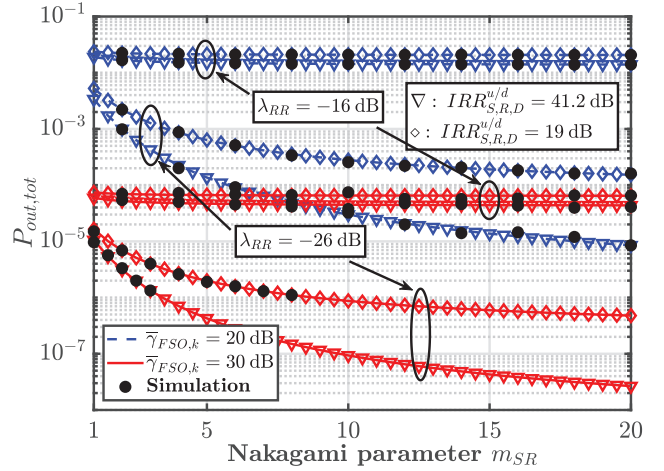 10^{-1}
10^{-3}
10^{-5}
10^{-7}
P_{out,tot}
λ_{RR} = −16 dB
▽ : IRR^{u/d}_{S,R,D} = 41.2 dB
◇ : IRR^{u/d}_{S,R,D} = 19 dB
λ_{RR} = −26 dB
γ̅_{FSO,k} = 20 dB
γ̅_{FSO,k} = 30 dB
Simulation
1 5 10 15 20
Nakagami parameter m_{SR}